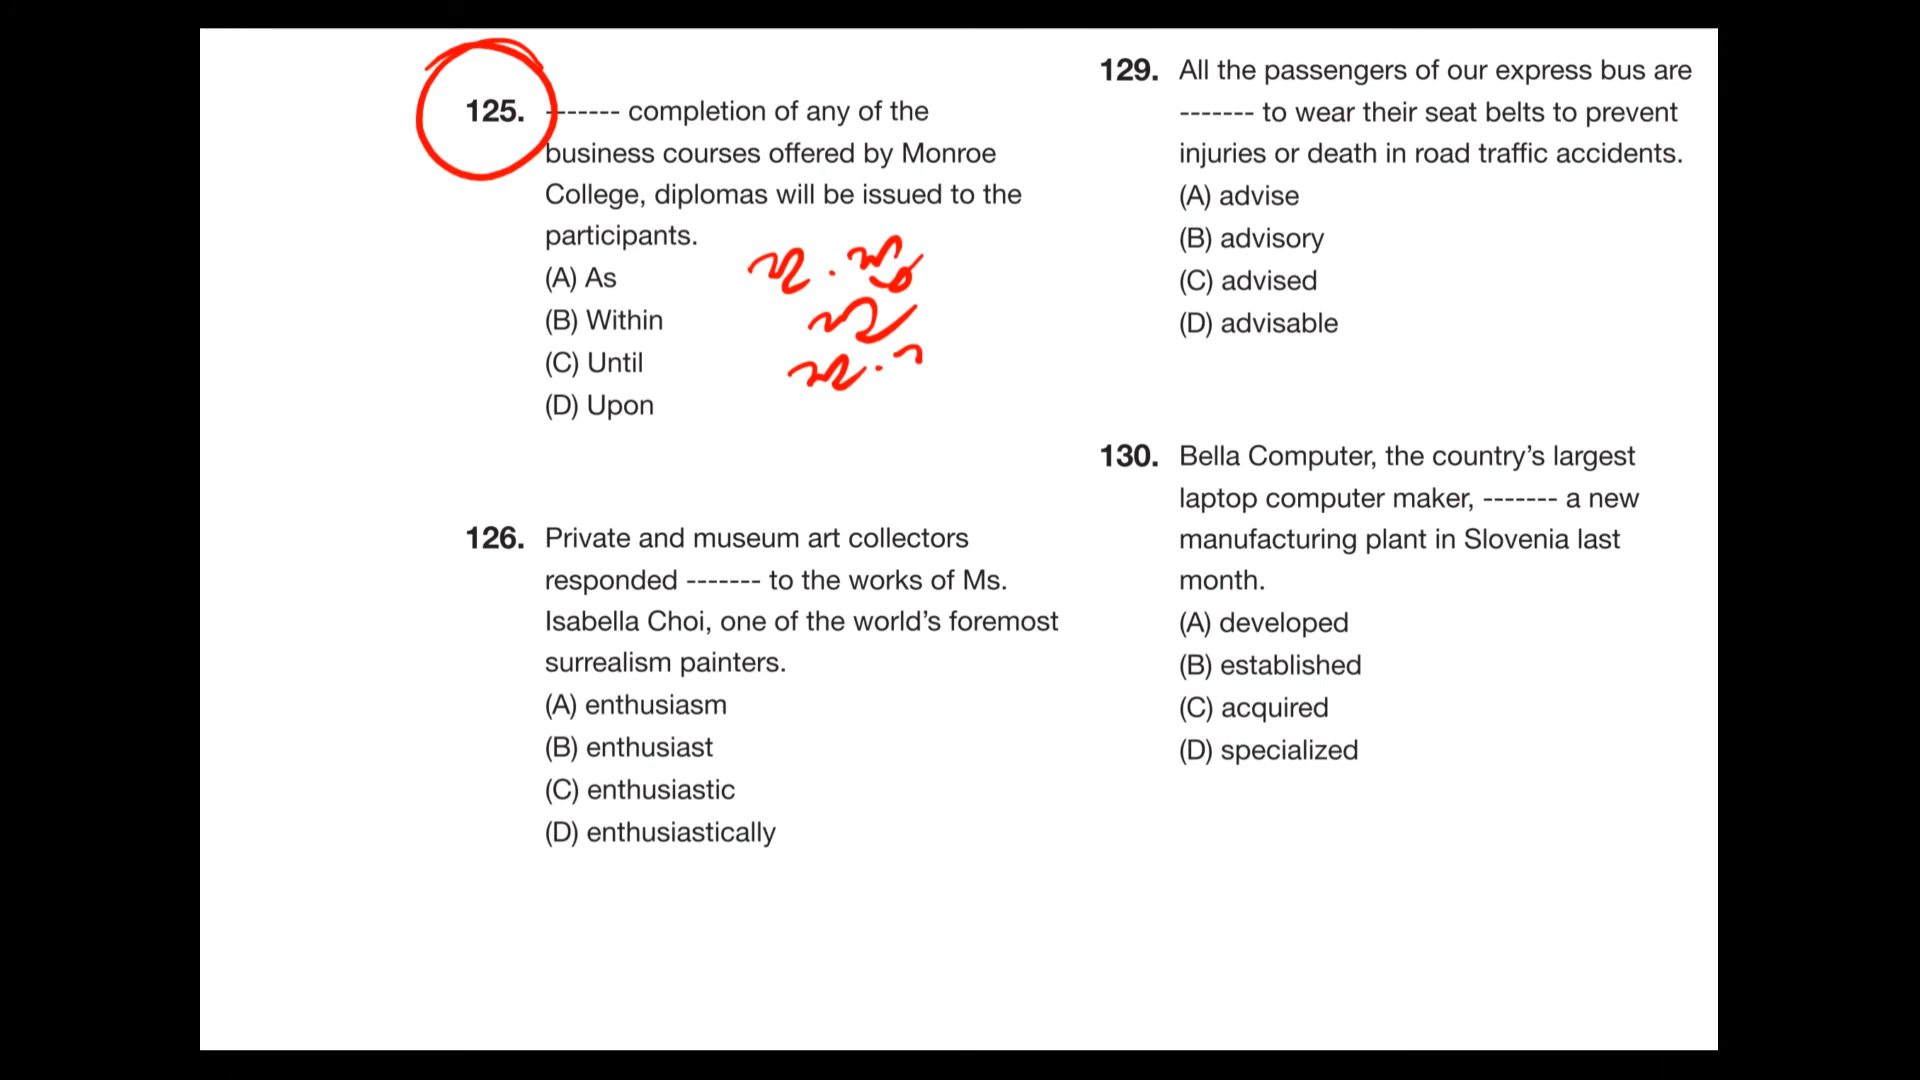 125. ------- completion of any of the
business courses offered by Monroe
College, diplomas will be issued to the
participants.
(A) As
(B) Within
(C) Until
(D) Upon
126. Private and museum art collectors
responded ------- to the works of Ms.
Isabella Choi, one of the world’s foremost
surrealism painters.
(A) enthusiasm
(B) enthusiast
(C) enthusiastic
(D) enthusiastically
129. All the passengers of our express bus are
------- to wear their seat belts to prevent
injuries or death in road traffic accidents.
(A) advise
(B) advisory
(C) advised
(D) advisable
130. Bella Computer, the country’s largest
laptop computer maker, ------- a new
manufacturing plant in Slovenia last
month.
(A) developed
(B) established
(C) acquired
(D) specialized